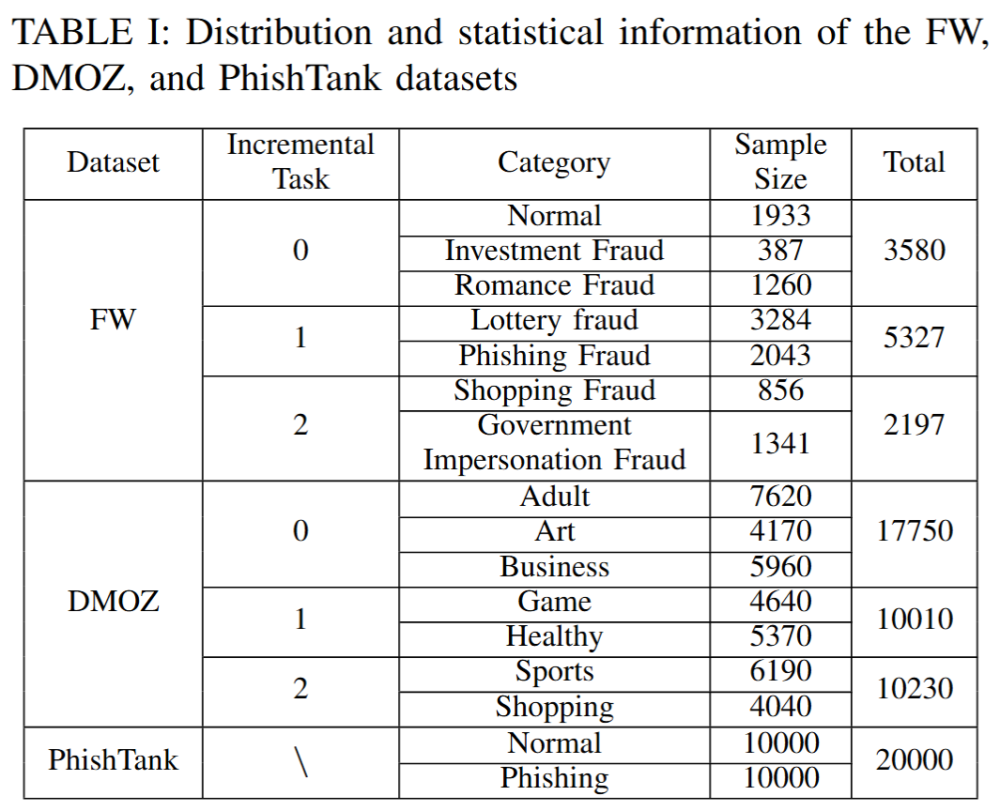 TABLE I: Distribution and statistical information of the FW,
DMOZ, and PhishTank datasets
Dataset Incremental Task Category Sample Size Total
FW 0 Normal 1933 3580
Investment Fraud 387
Romance Fraud 1260
1 Lottery fraud 3284 5327
Phishing Fraud 2043
2 Shopping Fraud 856 2197
Government Impersonation Fraud 1341
DMOZ 0 Adult 7620 17750
Art 4170
Business 5960
1 Game 4640 10010
Healthy 5370
2 Sports 6190 10230
Shopping 4040
PhishTank \ Normal 10000 20000
Phishing 10000